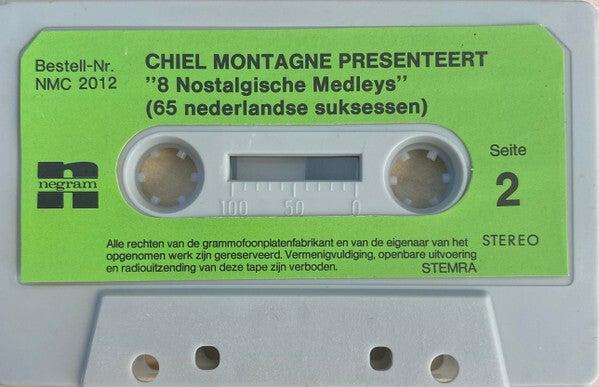 Bestell-Nr.
NMC 2012
CHIEL MONTAGNE PRESENTEERT
"8 Nostalgische Medleys"
(65 nederlandse suksessen)
n
negram
Seite
2
100 50 0
Alle rechten van de grammofoonplatenfabrikant en van de eigenaar van het
opgenomen werk zijn gereserveerd. Vermenigvuldiging, openbare uitvoering
en radiouitzending van deze tape zijn verboden.
STEMRA
STEREO